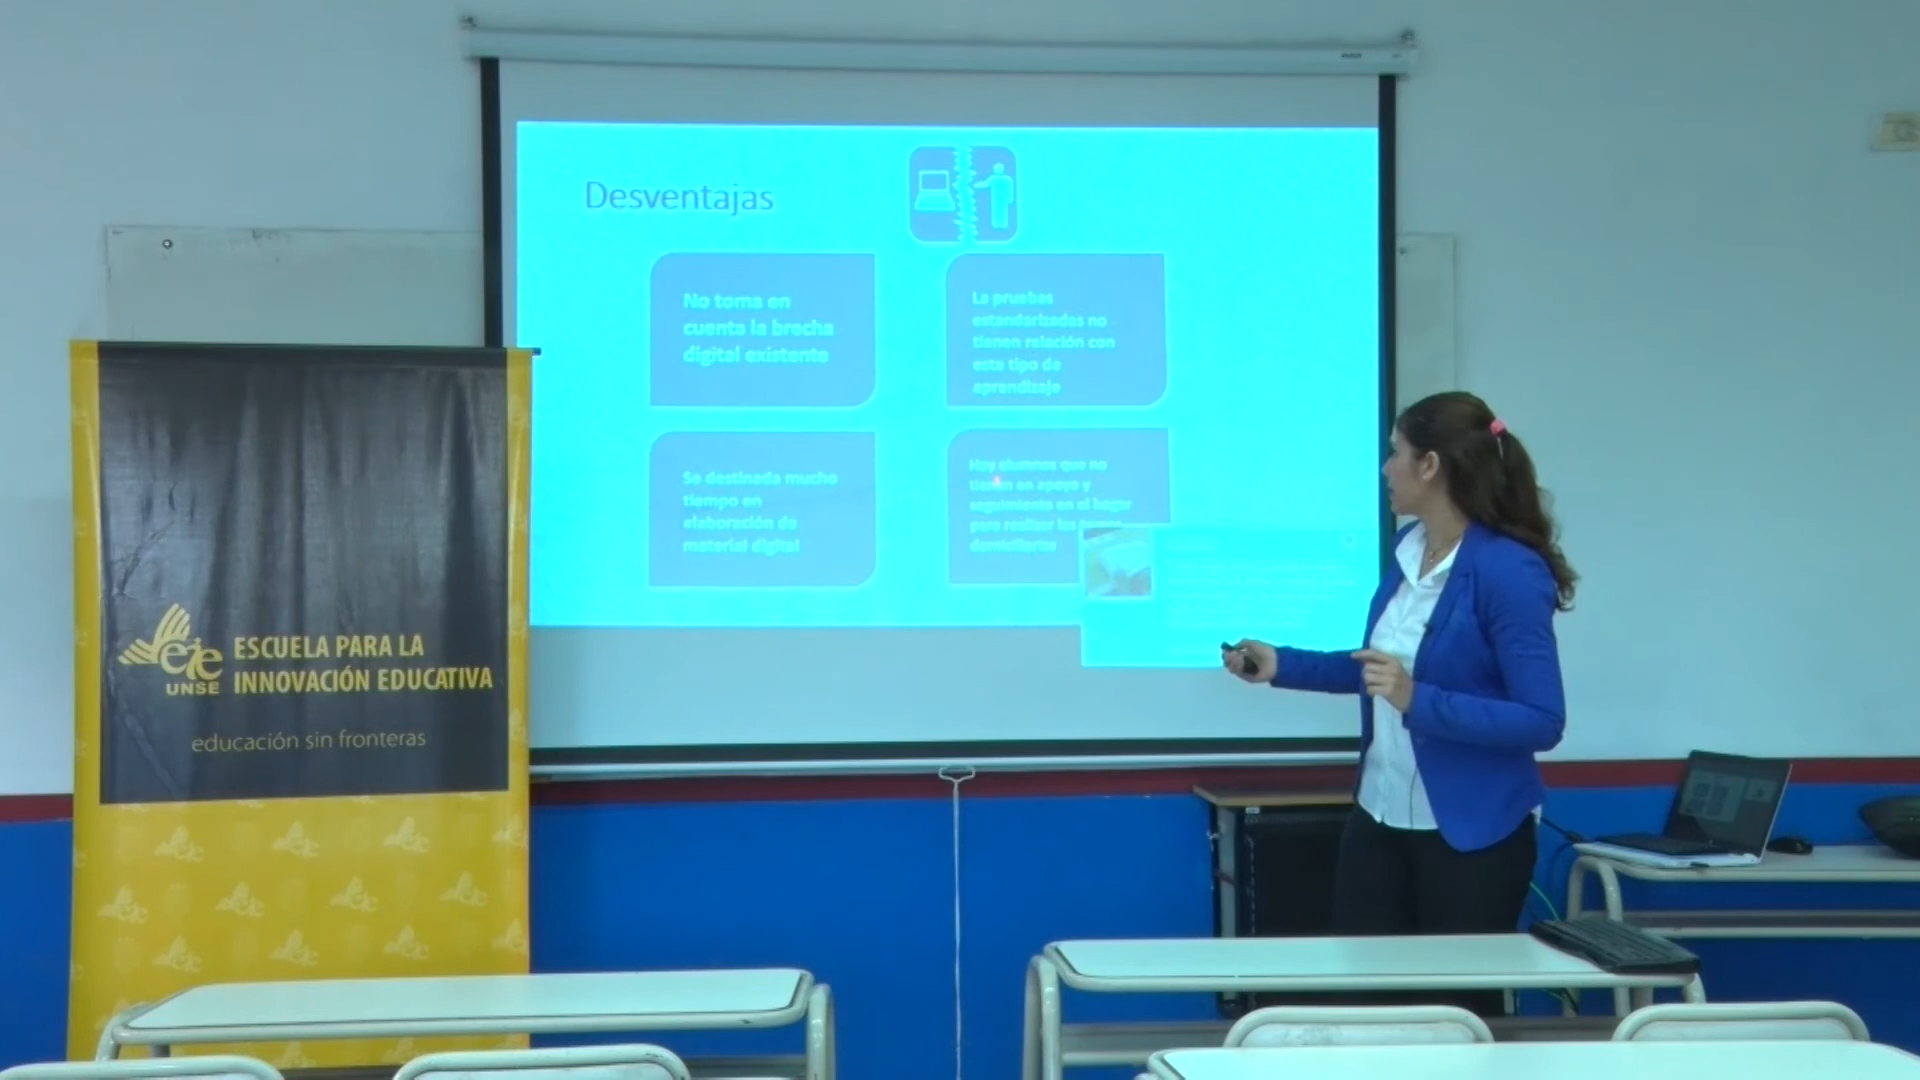 Desventajas
No toma en
cuenta la brecha
digital existente
La pruebas
estandarizadas no
tienen relación con
este tipo de
aprendizaje
Se destinada mucho
tiempo en
elaboración de
material digital
Hay alumnos que no
tienen en apoyo y
seguimiento en el hogar
para realizar las
domiciliarios
eie
UNSE
ESCUELA PARA LA
INNOVACIÓN EDUCATIVA
educación sin fronteras